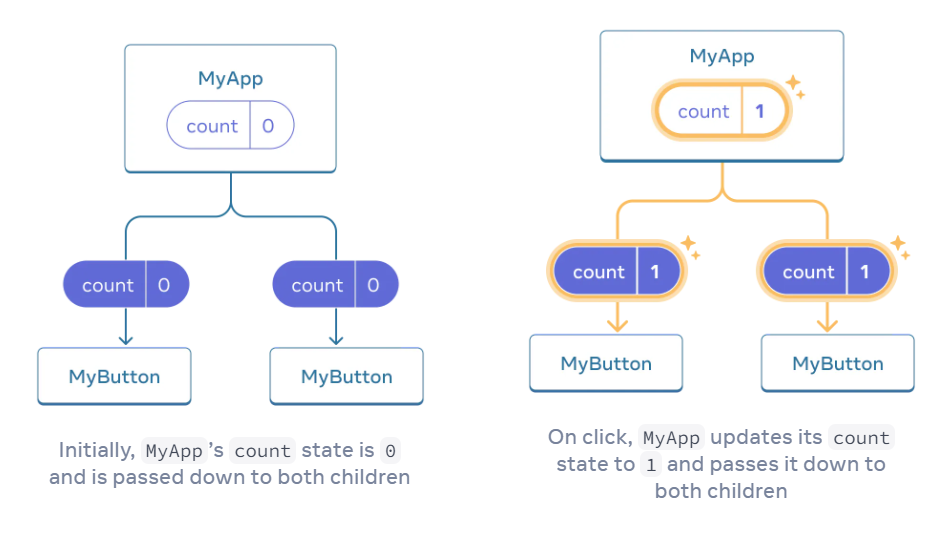 MyApp
count 0
count 0
count 0
MyButton
MyButton
Initially, MyApp’s count state is 0
and is passed down to both children
MyApp
count 1
count 1
count 1
MyButton
MyButton
On click, MyApp updates its count
state to 1 and passes it down to
both children